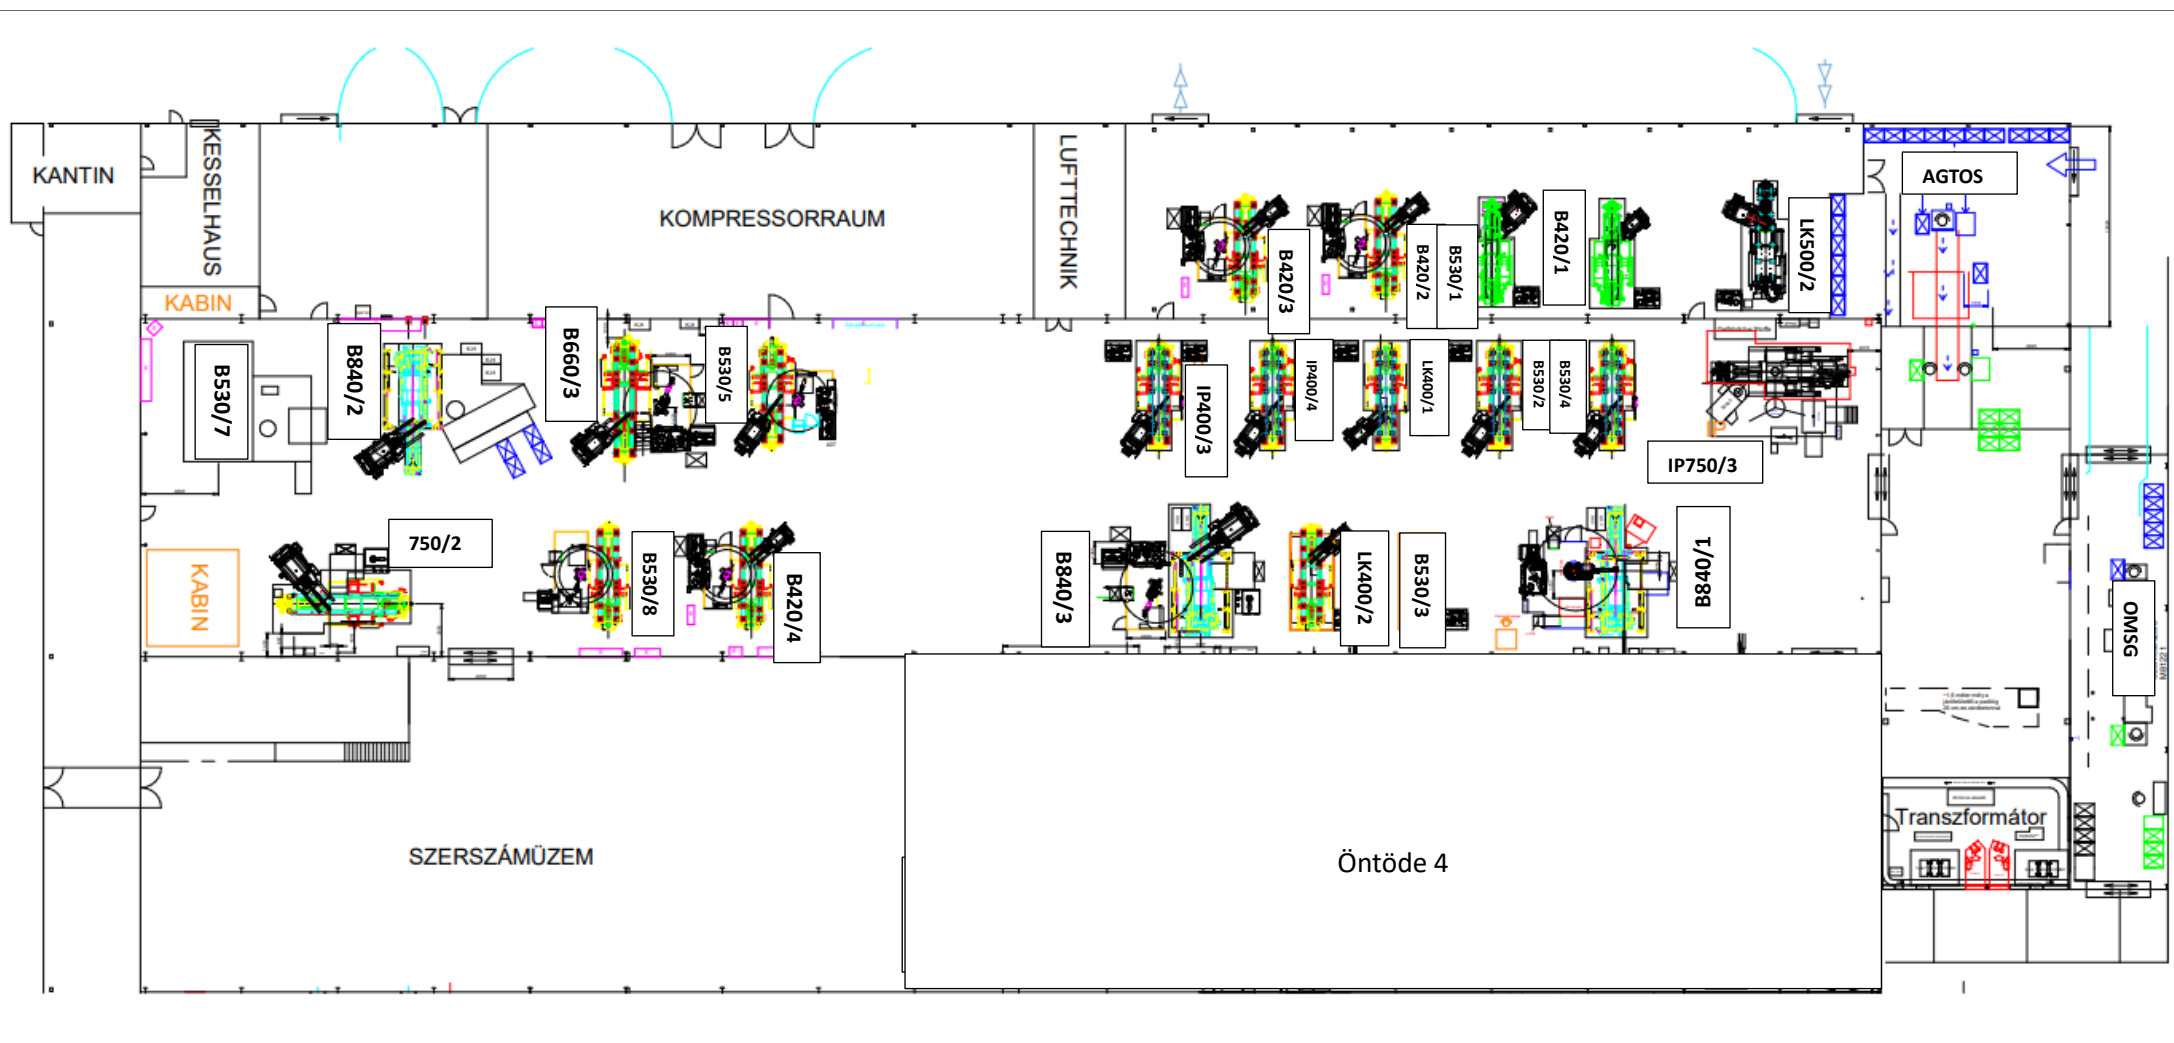 KANTIN
KESSELHAUS
KABIN
KOMPRESSORRAUM
LUFTTECHNIK
B420/3
B420/2
B530/1
B420/1
LK500/2
AGTOS
B530/7
B840/2
B660/3
B530/5
IP400/3
IP400/4
LK400/1
B530/2
B530/4
IP750/3
KABIN
750/2
B530/8
B420/4
B840/3
LK400/2
B530/3
B840/1
OMSG
M81221
SZERSZÁMÜZEM
Öntöde 4
Transzformátor